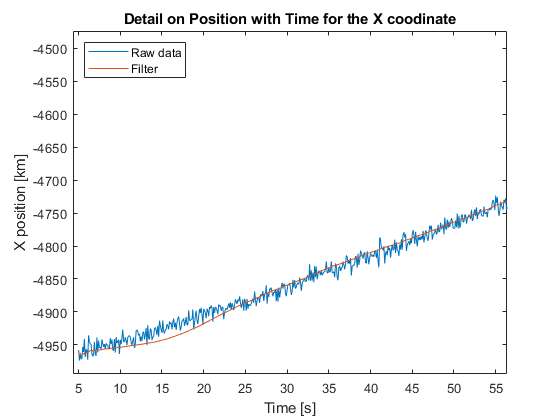 Detail on Position with Time for the X coodinate
Raw data
Filter
-4500
-4550
-4600
-4650
-4700
-4750
-4800
-4850
-4900
-4950
X position [km]
5 10 15 20 25 30 35 40 45 50 55
Time [s]